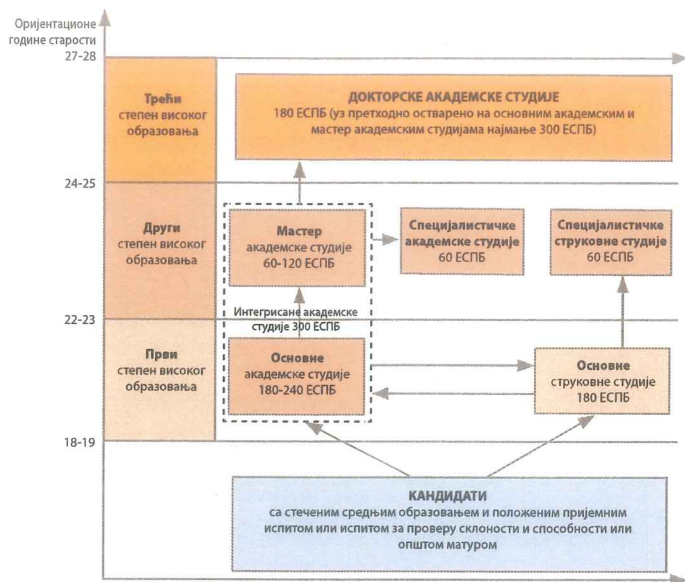 Оријентационе
године старости
27-28
Трећи
степен високог
образовања
ДОКТОРСКЕ АКАДЕМСКЕ СТУДИЈЕ
180 ЕСПБ (уз претходно остварено на основним академским и
мастер академским студијама најмање 300 ЕСПБ)
24-25
Други
степен високог
образовања
Мастер
академске студије
60-120 ЕСПБ
Специјалистичке
академске студије
60 ЕСПБ
Специјалистичке
струковне студије
60 ЕСПБ
Интегрисане академске
студије 300 ЕСПБ
22-23
Први
степен високог
образовања
Основне
академске студије
180-240 ЕСПБ
Основне
струковне студије
180 ЕСПБ
18-19
КАНДИДАТИ
са стеченим средњим образовањем и положеним пријемним
испитом или испитом за проверу склоности и способности или
општом матуром